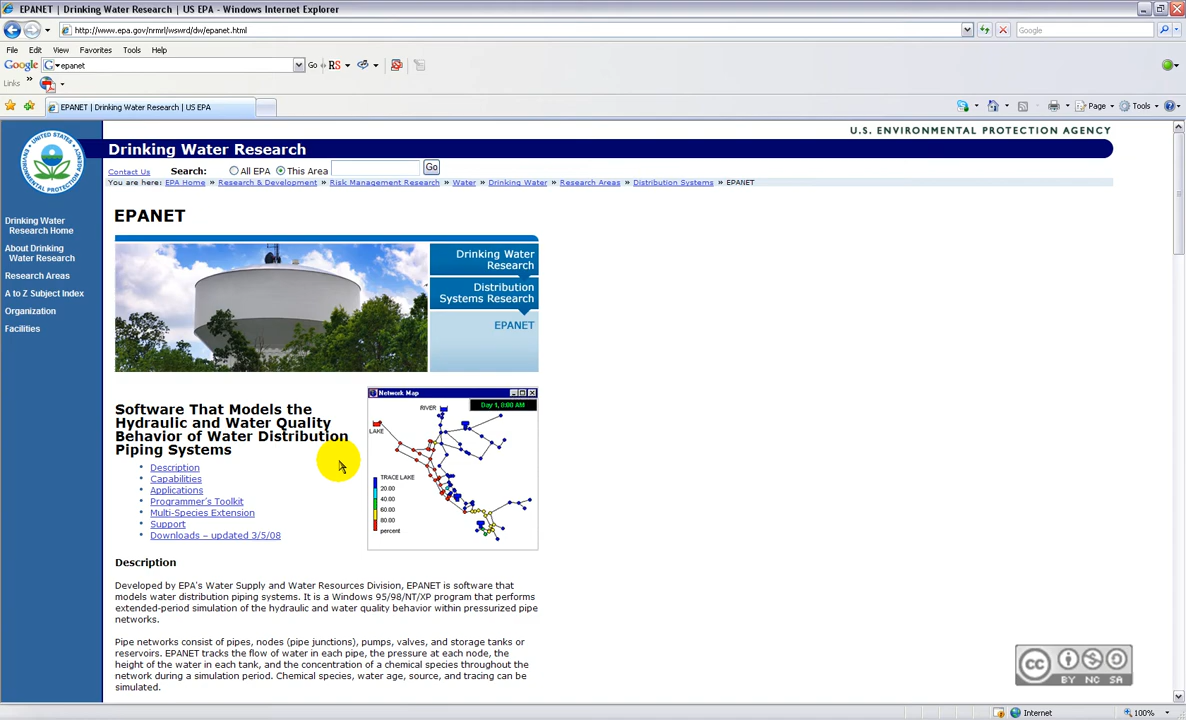 EPANET | Drinking Water Research | US EPA - Windows Internet Explorer
http://www.epa.gov/nrmrl/wswrd/dw/epanet.html
Google
File Edit View Favorites Tools Help
Google epanet Go RS
Links
EPANET | Drinking Water Research | US EPA
Page Tools
U.S. ENVIRONMENTAL PROTECTION AGENCY
UNITED STATES
ENVIRONMENTAL PROTECTION AGENCY
Drinking Water Research
Contact Us Search: All EPA This Area Go
You are here: EPA Home » Research & Development » Risk Management Research » Water » Drinking Water » Research Areas » Distribution Systems » EPANET
Drinking Water
Research Home
About Drinking
Water Research
Research Areas
A to Z Subject Index
Organization
Facilities
EPANET
Drinking Water
Research
Distribution
Systems Research
EPANET
Software That Models the
Hydraulic and Water Quality
Behavior of Water Distribution
Piping Systems
• Description
• Capabilities
• Applications
• Programmer's Toolkit
• Multi-Species Extension
• Support
• Downloads – updated 3/5/08
Network Map
Day 1, 0:00 AM
RIVER
LAKE
TRACE LAKE
20.00
40.00
60.00
80.00
percent
Description
Developed by EPA's Water Supply and Water Resources Division, EPANET is software that
models water distribution piping systems. It is a Windows 95/98/NT/XP program that performs
extended-period simulation of the hydraulic and water quality behavior within pressurized pipe
networks.
Pipe networks consist of pipes, nodes (pipe junctions), pumps, valves, and storage tanks or
reservoirs. EPANET tracks the flow of water in each pipe, the pressure at each node, the
height of the water in each tank, and the concentration of a chemical species throughout the
network during a simulation period. Chemical species, water age, source, and tracing can be
simulated.
cc
BY NC SA
Internet 100%